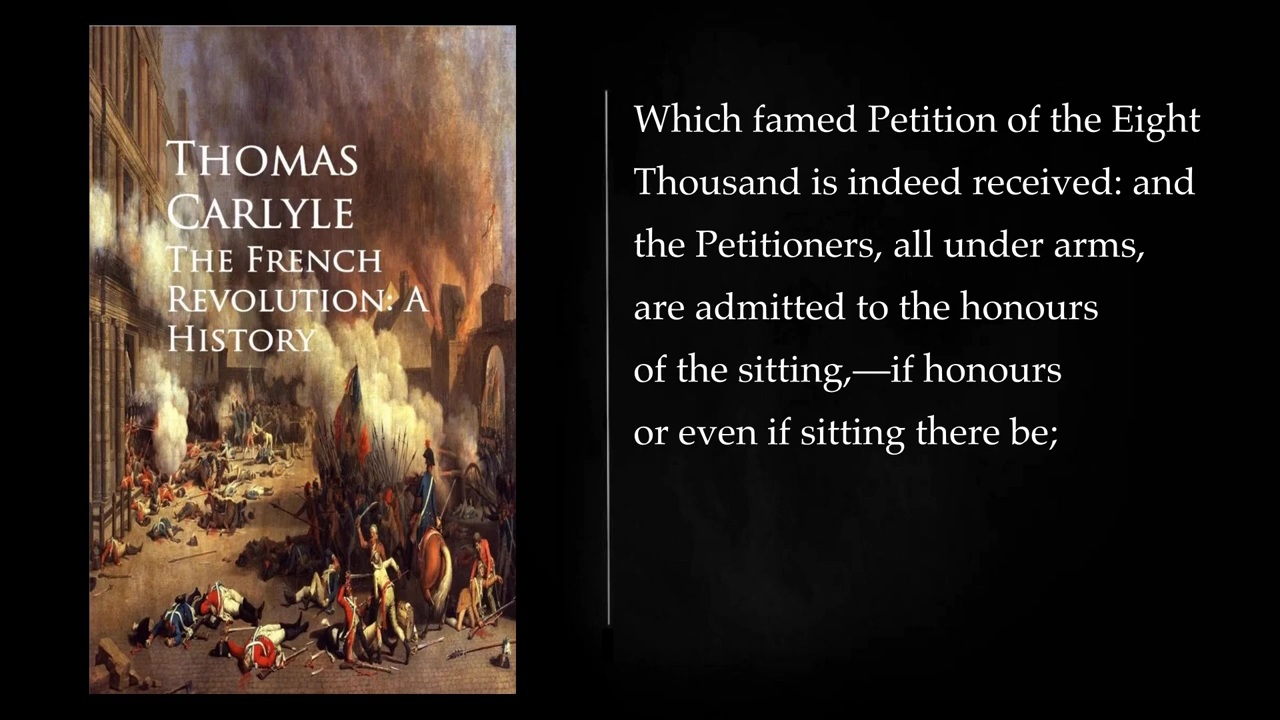 THOMAS
CARLYLE
THE FRENCH
REVOLUTION: A
HISTORY
Which famed Petition of the Eight
Thousand is indeed received: and
the Petitioners, all under arms,
are admitted to the honours
of the sitting,—if honours
or even if sitting there be;